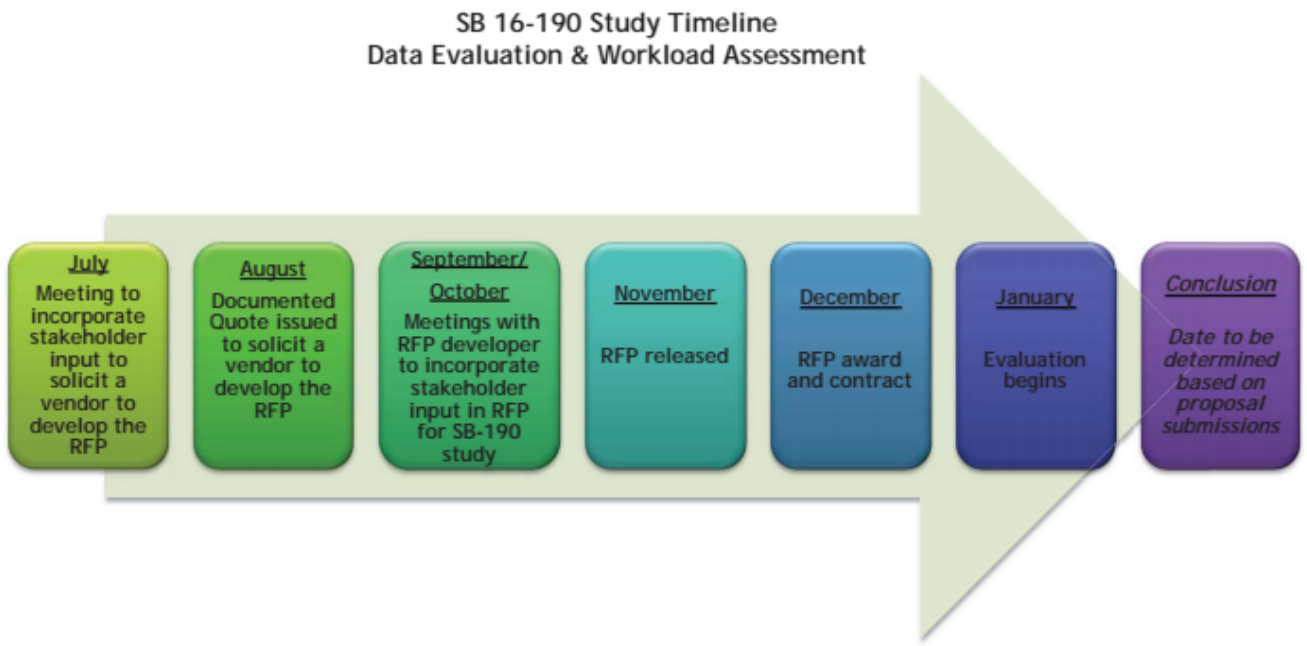 SB 16-190 Study Timeline
Data Evaluation & Workload Assessment
July
Meeting to
incorporate
stakeholder
input to
solicit a
vendor to
develop the
RFP
August
Documented
Quote issued
to solicit a
vendor to
develop the
RFP
September/
October
Meetings with
RFP developer
to incorporate
stakeholder
input in RFP
for SB-190
study
November
RFP released
December
RFP award
and contract
January
Evaluation
begins
Conclusion
Date to be
determined
based on
proposal
submissions